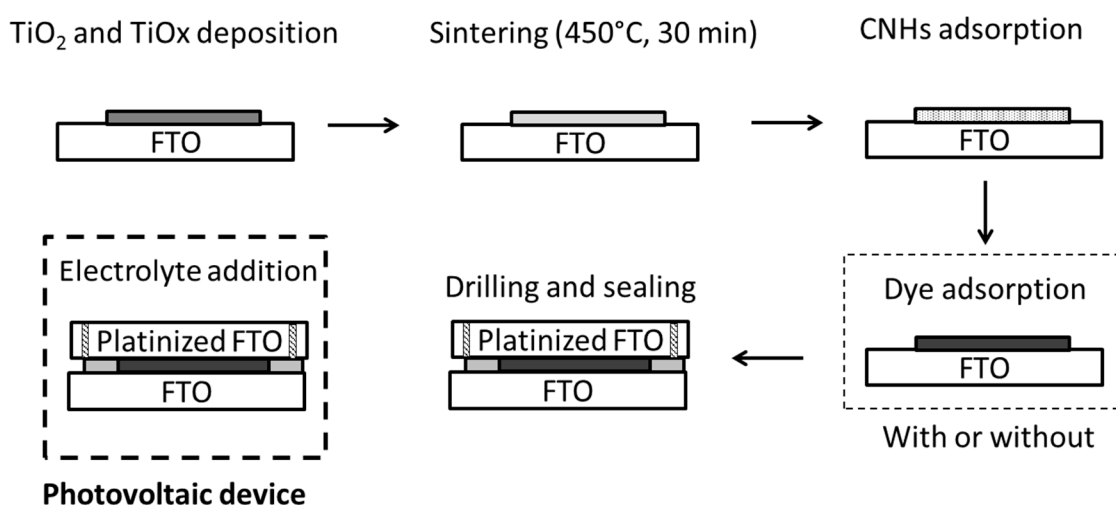 TiO₂ and TiOx deposition
FTO
Sintering (450°C, 30 min)
FTO
CNHs adsorption
FTO
Dye adsorption
FTO
With or without
Drilling and sealing
Platinized FTO
FTO
Electrolyte addition
Platinized FTO
FTO
Photovoltaic device